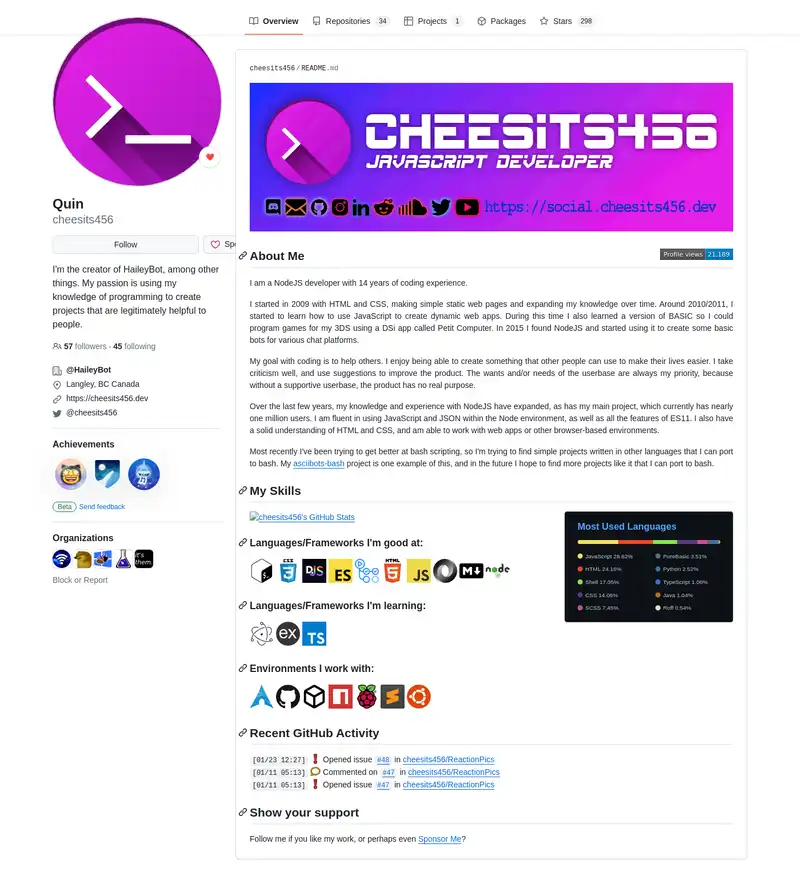 Overview
Repositories 34
Projects 1
Packages
Stars 298
Quin
cheesits456
Follow
I'm the creator of HaileyBot, among other
things. My passion is using my
knowledge of programming to create
projects that are legitimately helpful to
people.
57 followers · 45 following
@HaileyBot
Langley, BC Canada
https://cheesits456.dev
@cheesits456
Achievements
Beta Send feedback
Organizations
it's
them.
Block or Report
cheesits456/README.md
CHEESITS456
JAVASCRIPT DEVELOPER
https://social.cheesits456.dev
About Me
Profile views 21,189
I am a NodeJS developer with 14 years of coding experience.
I started in 2009 with HTML and CSS, making simple static web pages and expanding my knowledge over time. Around 2010/2011, I
started to learn how to use JavaScript to create dynamic web apps. During this time I also learned a version of BASIC so I could
program games for my 3DS using a DSi app called Petit Computer. In 2015 I found NodeJS and started using it to create some basic
bots for various chat platforms.
My goal with coding is to help others. I enjoy being able to create something that other people can use to make their lives easier. I take
criticism well, and use suggestions to improve the product. The wants and/or needs of the userbase are always my priority, because
without a supportive userbase, the product has no real purpose.
Over the last few years, my knowledge and experience with NodeJS have expanded, as has my main project, which currently has nearly
one million users. I am fluent in using JavaScript and JSON within the Node environment, as well as all the features of ES11. I also have
a solid understanding of HTML and CSS, and am able to work with web apps or other browser-based environments.
Most recently I've been trying to get better at bash scripting, so I'm trying to find simple projects written in other languages that I can port
to bash. My asciibots-bash project is one example of this, and in the future I hope to find more projects like it that I can port to bash.
My Skills
cheesits456's GitHub Stats
Most Used Languages
JavaScript 28.62%
HTML 24.16%
Shell 17.05%
CSS 14.06%
SCSS 7.45%
PureBasic 3.51%
Python 2.52%
TypeScript 1.06%
Java 1.04%
Roff 0.54%
Languages/Frameworks I'm good at:
CSS
DJS
ES
HTML
JS
node
Languages/Frameworks I'm learning:
ex
TS
Environments I work with:
Recent GitHub Activity
[01/23 12:27] Opened issue #48 in cheesits456/ReactionPics
[01/11 05:13] Commented on #47 in cheesits456/ReactionPics
[01/11 05:13] Opened issue #47 in cheesits456/ReactionPics
Show your support
Follow me if you like my work, or perhaps even Sponsor Me?